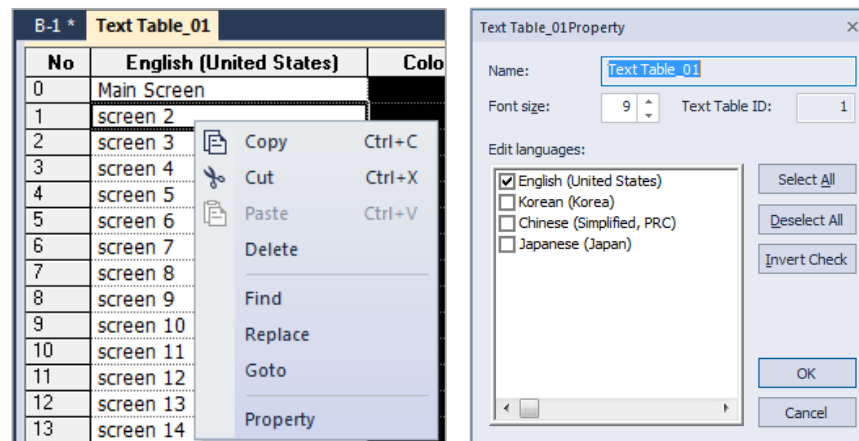 B-1 * Text Table_01
No English (United States) Colo
0 Main Screen
1 screen 2
2 screen 3
3 screen 4
4 screen 5
5 screen 6
6 screen 7
7 screen 8
8 screen 9
9 screen 10
10 screen 11
11 screen 12
12 screen 13
13 screen 14
Copy Ctrl+C
Cut Ctrl+X
Paste Ctrl+V
Delete
Find
Replace
Goto
Property
Text Table_01Property
Name: Text Table_01
Font size: 9 Text Table ID: 1
Edit languages:
English (United States)
Korean (Korea)
Chinese (Simplified, PRC)
Japanese (Japan)
Select All
Deselect All
Invert Check
OK
Cancel